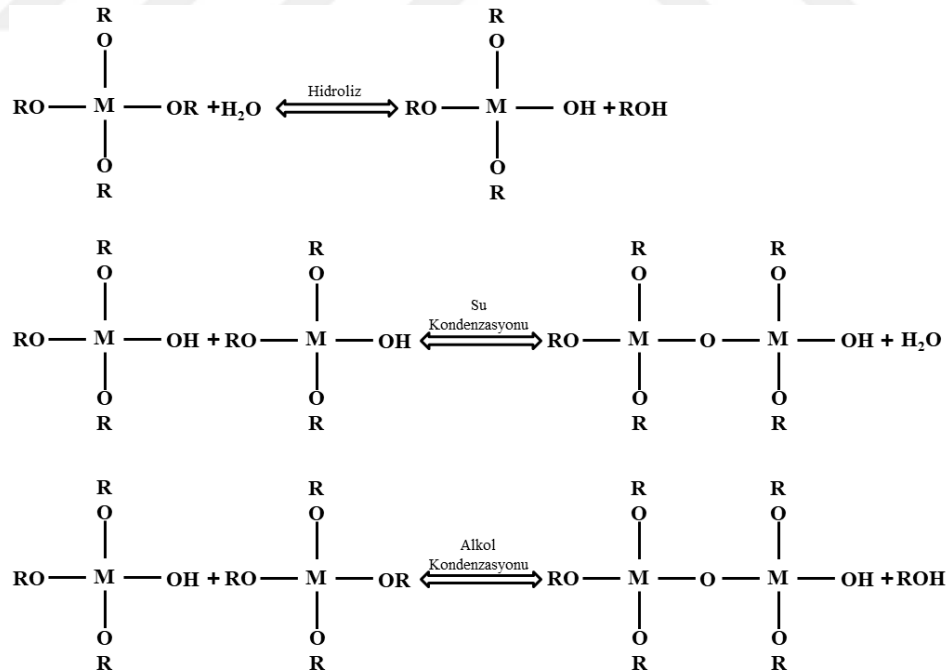 R R
O O
Hidroliz
RO M OR + H₂O RO M OH + ROH
O O
R R
R R R R
O O O O
Su
Kondenzasyonu
RO M OH + RO M OH RO M O M OH + H₂O
O O O O
R R R R
R R R R
O O O O
Alkol
Kondenzasyonu
RO M OH + RO M OR RO M O M OH + ROH
O O O O
R R R R